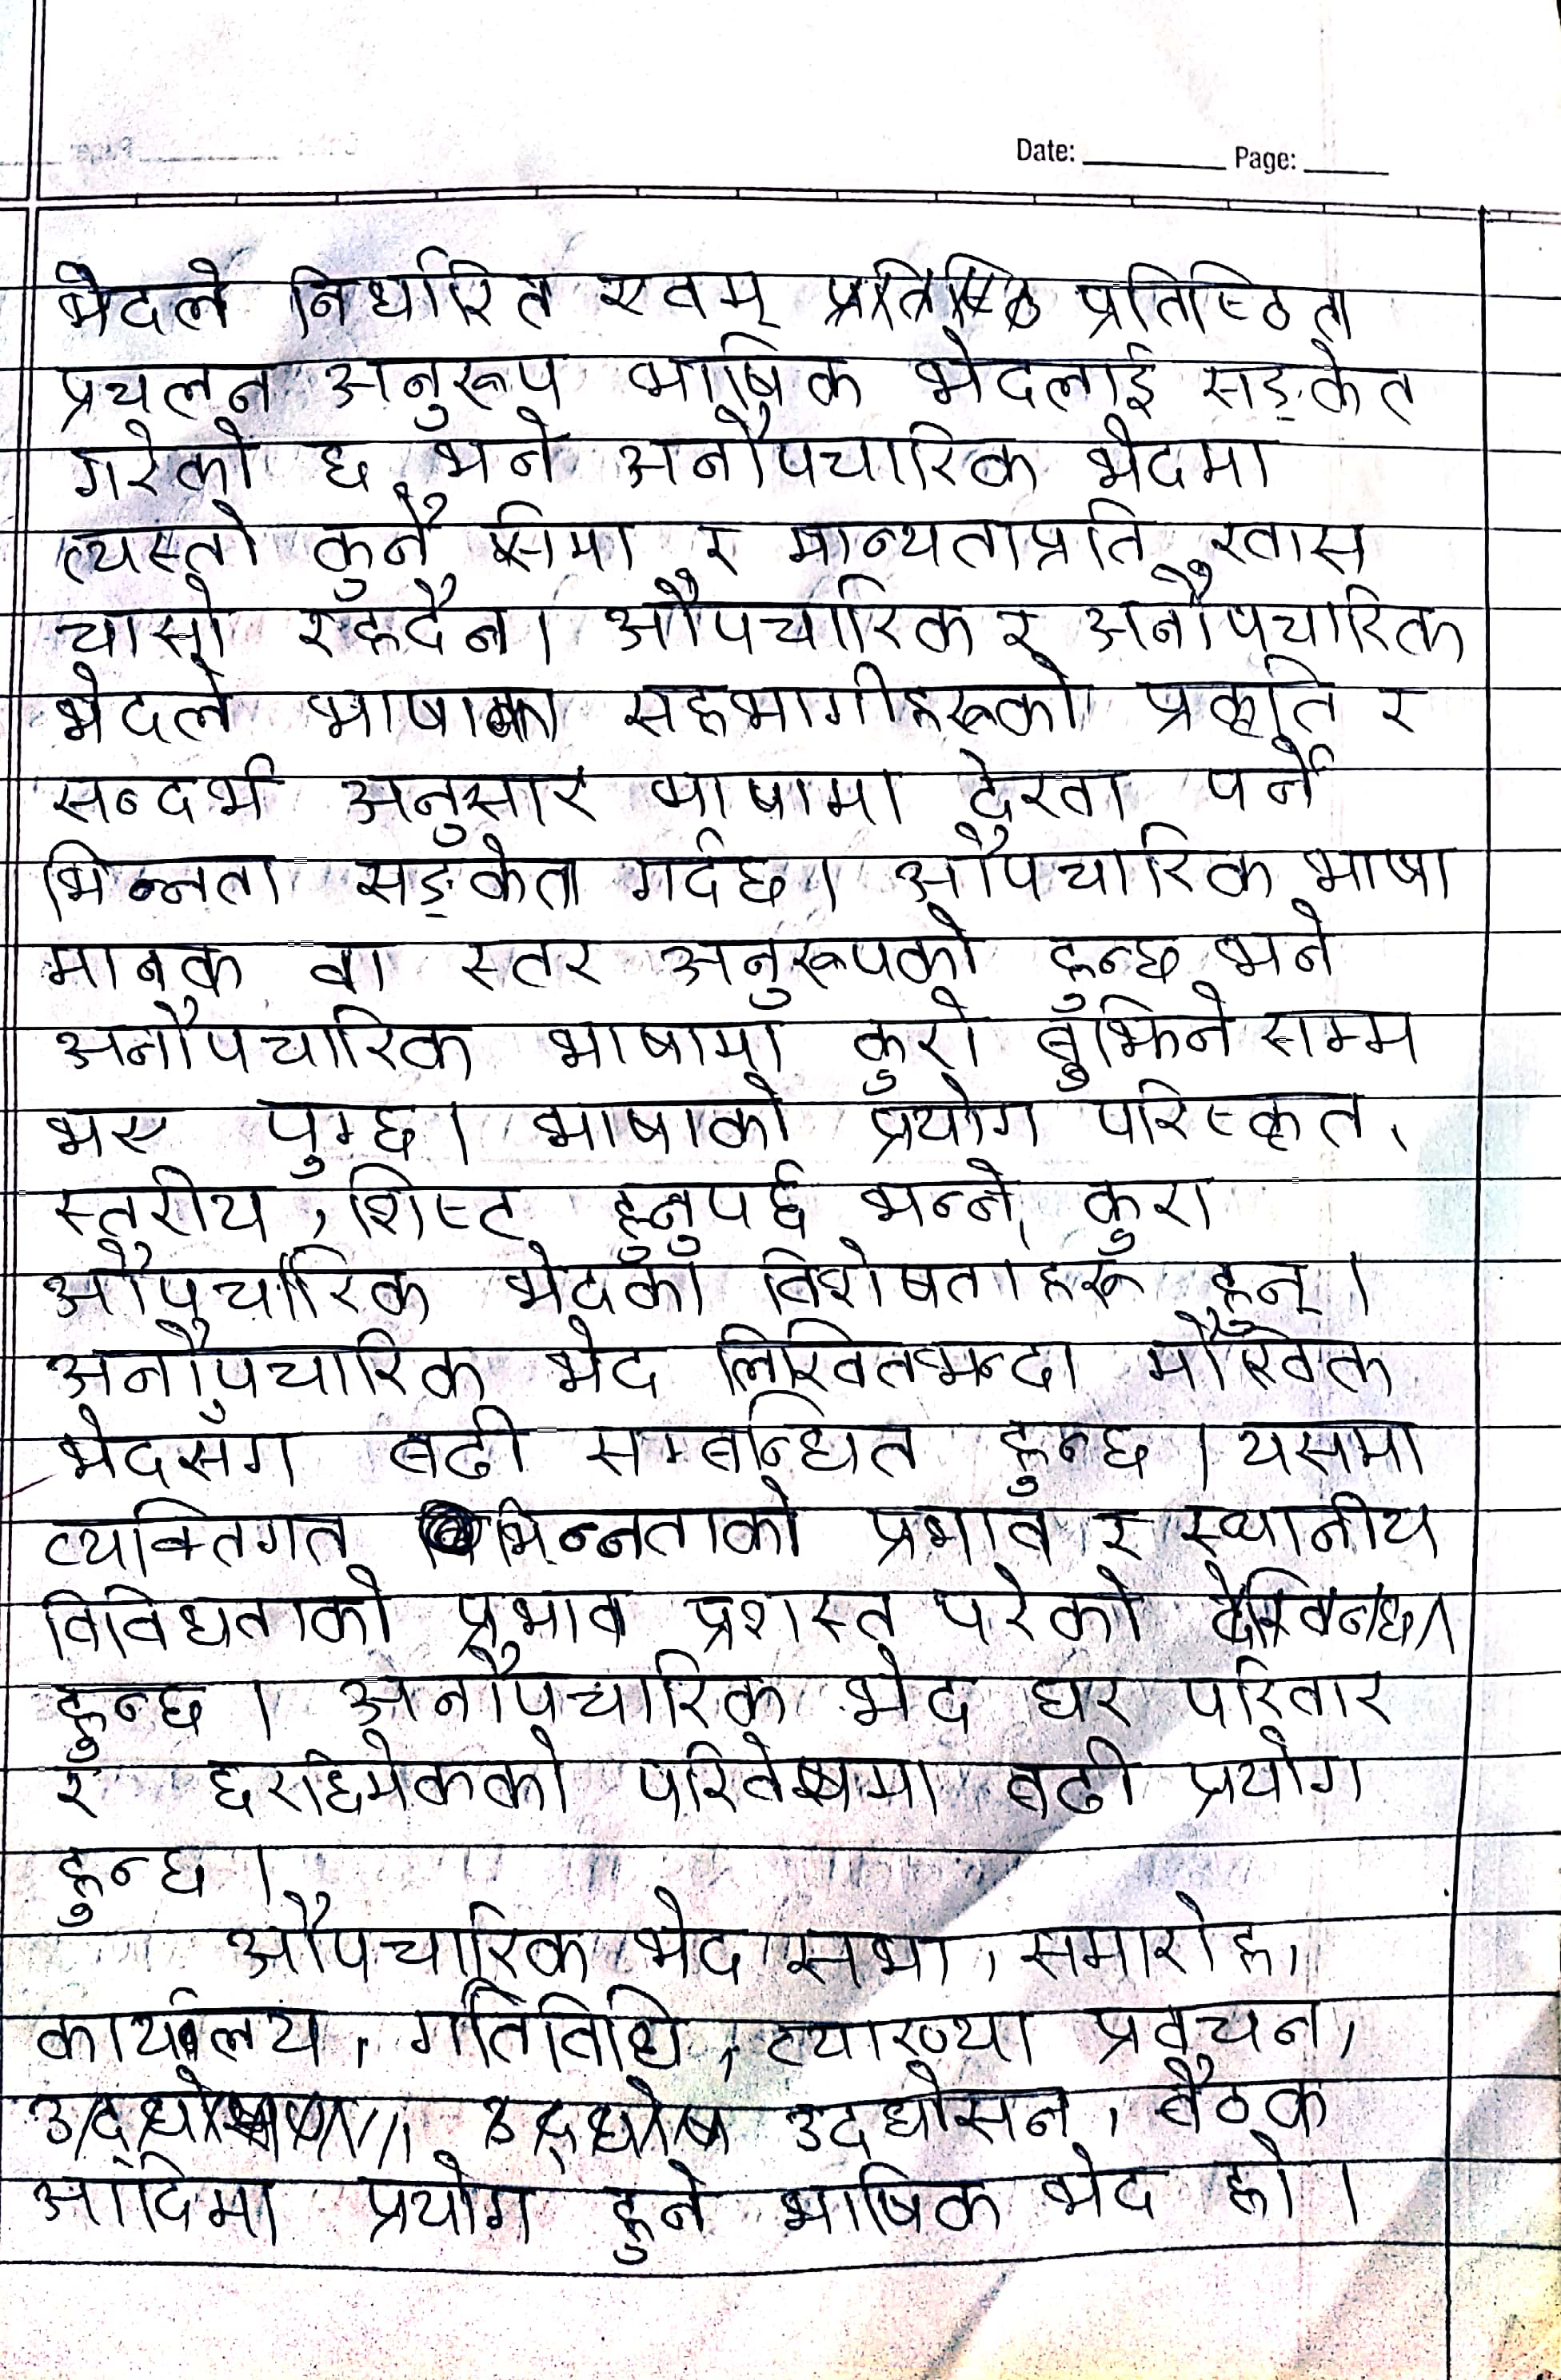 Date: ________ Page: _____
भेदले निर्धारित एवम् प्रतिष्ठित
प्रचलन अनुरूप भाषिक भेदलाई सङ्केत
गरेको छ भने अनौपचारिक भेदमा
त्यस्तो कुनै सिमा र मान्यताप्रति खास
चासो रहँदैन। औपचारिक र अनौपचारिक
भेदले भाषाका सहभागीहरूको प्रकृति र
सन्दर्भ अनुसार भाषामा देखा पर्ने
भिन्नता सङ्केत गर्दछ। औपचारिक भाषा
मानक वा स्तर अनुरूपको हुन्छ भने
अनौपचारिक भाषामा कुरो बुझिने सम्म
भए पुग्छ। भाषाको प्रयोग परिष्कृत,
स्तरीय, शिष्ट हुनुपर्छ भन्ने कुरा
औपचारिक भेदका विशेषताहरू हुन्।
अनौपचारिक भेद लिखितभन्दा मौखिक
भेदसँग बढी सम्बन्धित हुन्छ। यसमा
व्यक्तिगत भिन्नताको प्रभाव र स्थानीय
विविधताको प्रभाव प्रशस्त परेको
हुन्छ। अनौपचारिक भेद घर परिवार
र छरछिमेकको परिवेषमा बढी प्रयोग
हुन्छ।
औपचारिक भेद सभा, समारोह,
कार्यालय, गतिविधि, व्याख्या प्रवचन,
उद्घोसन, बैठक
आदिमा प्रयोग हुने भाषिक भेद हो।